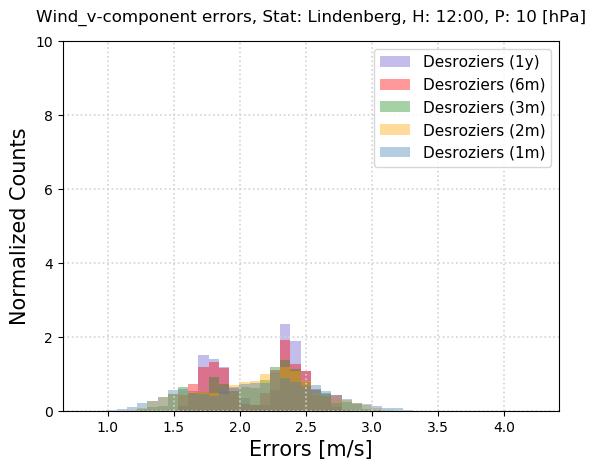 Wind_v-component errors, Stat: Lindenberg, H: 12:00, P: 10 [hPa]
10
8
6
4
2
0
Normalized Counts
Desroziers (1y)
Desroziers (6m)
Desroziers (3m)
Desroziers (2m)
Desroziers (1m)
1.0 1.5 2.0 2.5 3.0 3.5 4.0
Errors [m/s]